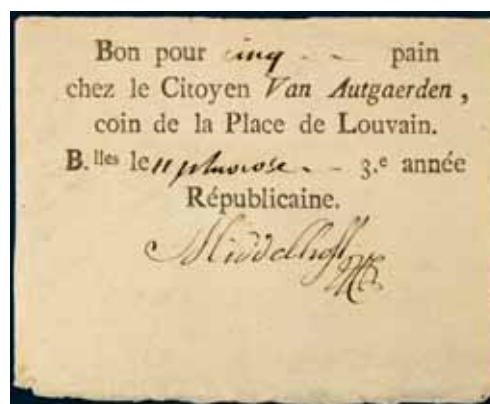 Bon pour cinq - - pain
chez le Citoyen Van Autgaerden,
coin de la Place de Louvain.
B.lles le 11 pluviose. - 3.e année
Républicaine.